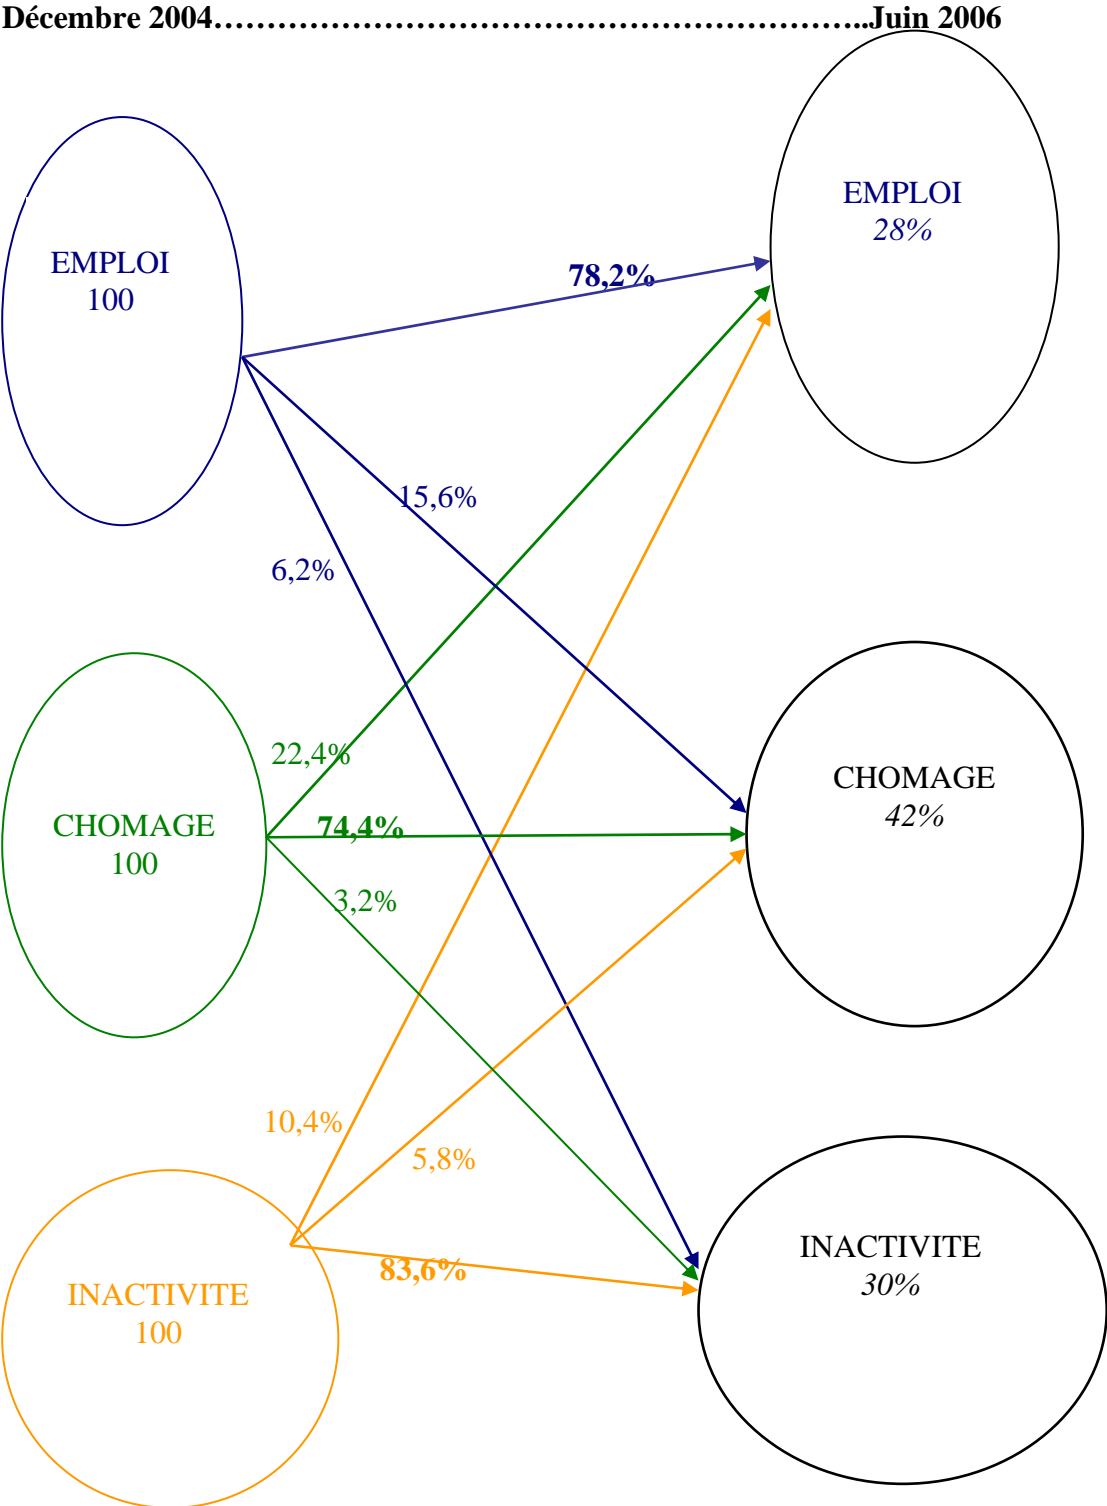 Décembre 2004……………………………………………………………..Juin 2006
EMPLOI
28%
EMPLOI
100
78,2%
15,6%
6,2%
22,4%
CHOMAGE
42%
CHOMAGE
100
74,4%
3,2%
10,4%
5,8%
INACTIVITE
30%
83,6%
INACTIVITE
100